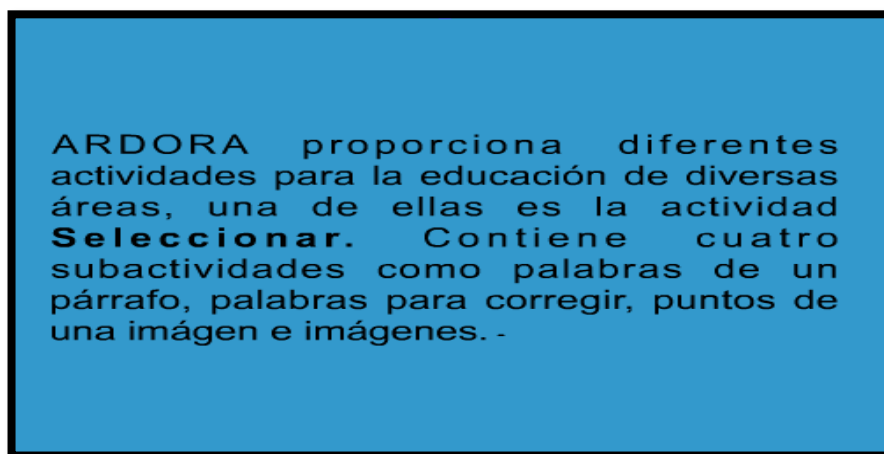 ARDORA proporciona diferentes
actividades para la educación de diversas
áreas, una de ellas es la actividad
Seleccionar. Contiene cuatro
subactividades como palabras de un
párrafo, palabras para corregir, puntos de
una imágen e imágenes. -